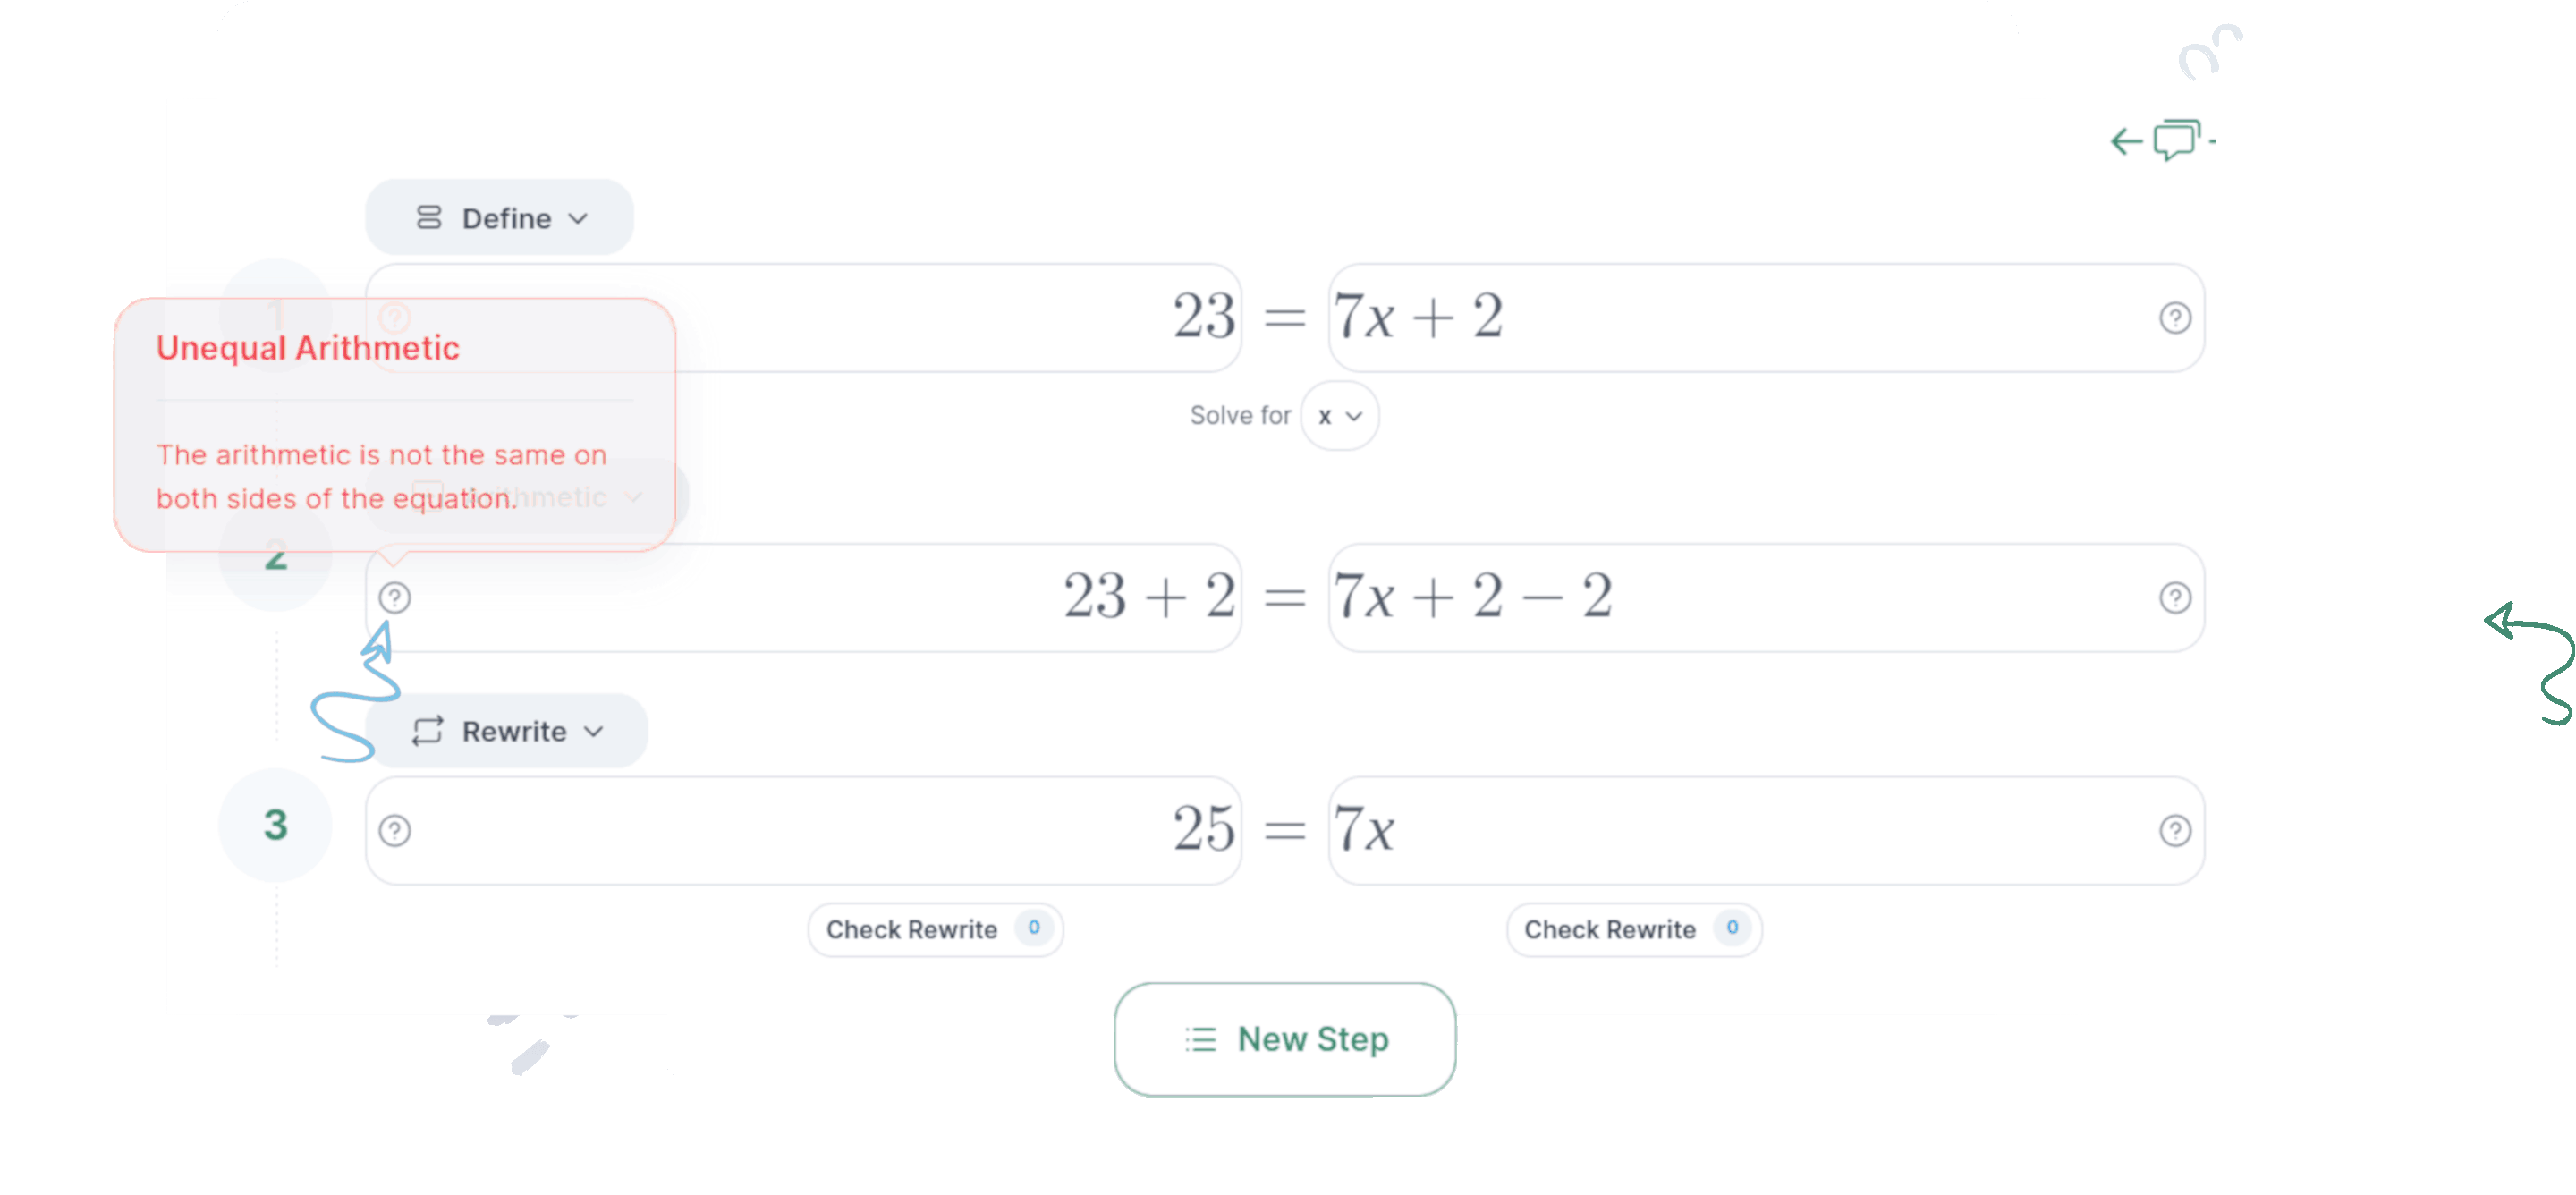 Define
1
23 = 7x + 2
Unequal Arithmetic
Solve for x
The arithmetic is not the same on
both sides of the equation.
Arithmetic
2
23 + 2 = 7x + 2 − 2
Rewrite
3
25 = 7x
Check Rewrite 0
Check Rewrite 0
New Step